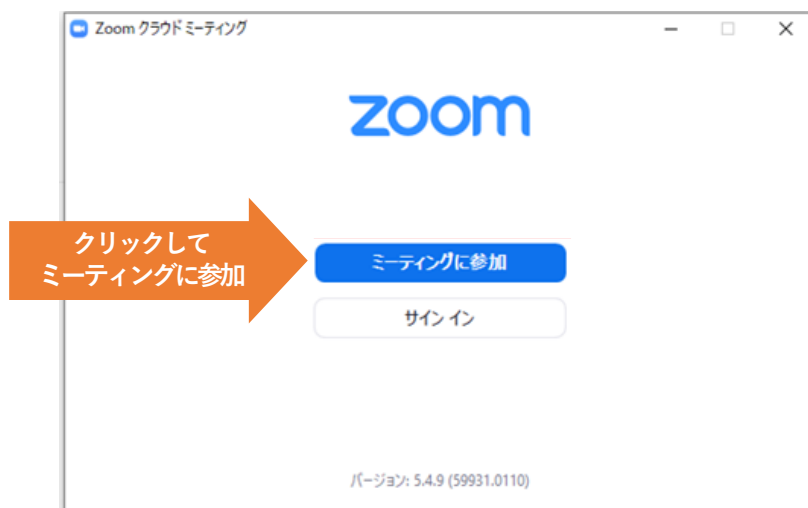 Zoom クラウド ミーティング
zoom
クリックして
ミーティングに参加
ミーティングに参加
サイン イン
バージョン: 5.4.9 (59931.0110)